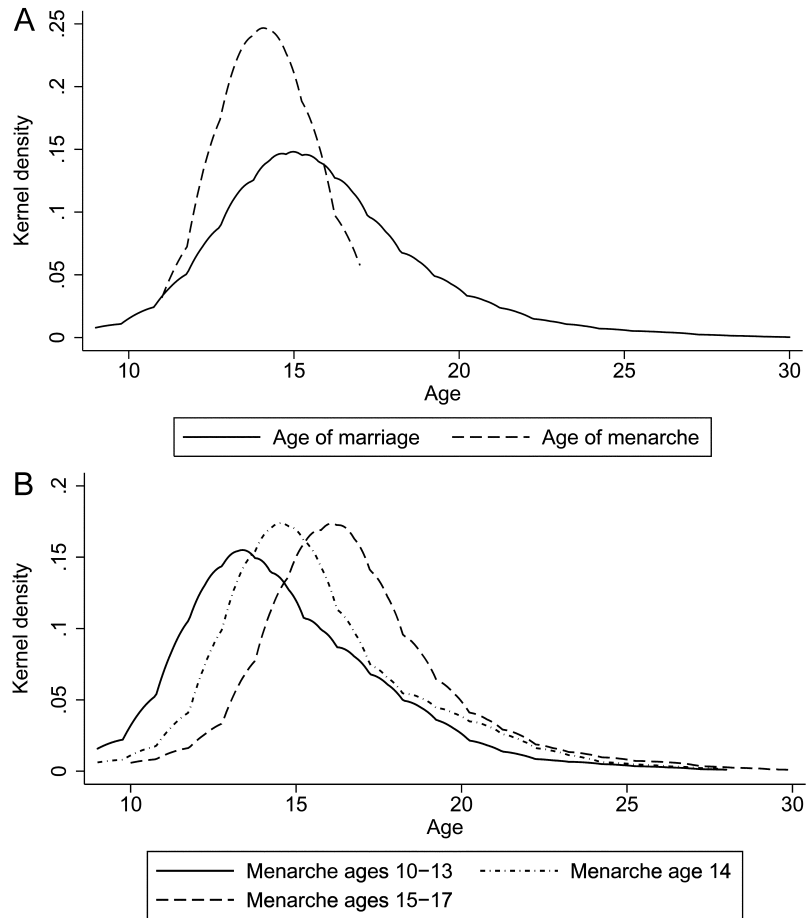 A
.25
.2
.15
.1
.05
0
Kernel density
10 15 20 25 30
Age
Age of marriage Age of menarche
B
.2
.15
.1
.05
0
Kernel density
10 15 20 25 30
Age
Menarche ages 10−13 Menarche age 14
Menarche ages 15−17